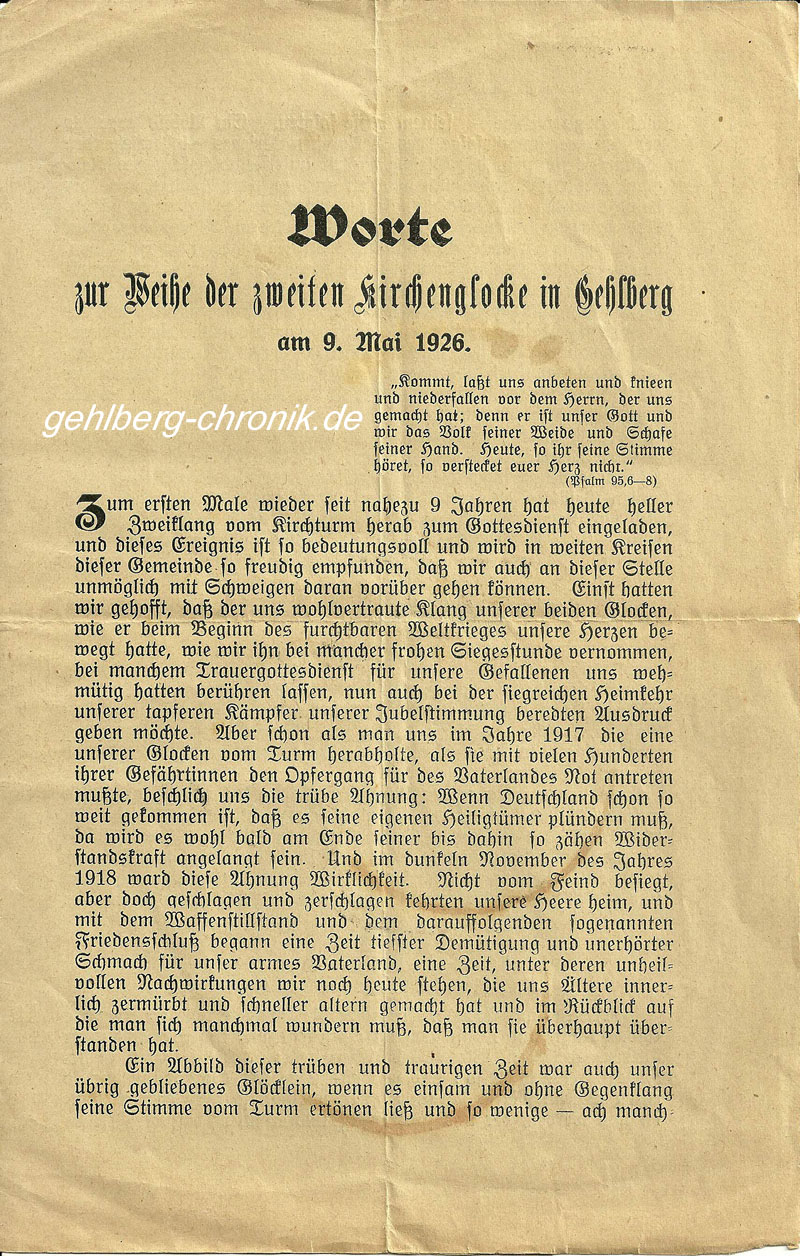 Worte
zur Weihe der zweiten Kirchenglocke in Gehlberg
am 9. Mai 1926.
„Kommt, laßt uns anbeten und knieen
und niederfallen vor dem Herrn, der uns
gemacht hat; denn er ist unser Gott und
wir das Volk seiner Weide und Schafe
seiner Hand. Heute, so ihr seine Stimme
höret, so verstecket euer Herz nicht.“
(Psalm 95,6—8)
gehlberg-chronik.de
Zum ersten Male wieder seit nahezu 9 Jahren hat heute heller
Zweiklang vom Kirchturm herab zum Gottesdienst eingeladen,
und dieses Ereignis ist so bedeutungsvoll und wird in weiten Kreisen
dieser Gemeinde so freudig empfunden, daß wir auch an dieser Stelle
unmöglich mit Schweigen daran vorüber gehen können. Einst hatten
wir gehofft, daß der uns wohlvertraute Klang unserer beiden Glocken,
wie er beim Beginn des furchtbaren Weltkrieges unsere Herzen be-
wegt hatte, wie wir ihn bei mancher frohen Siegesstunde vernommen,
bei manchem Trauergottesdienst für unsere Gefallenen uns weh-
mütig hatten berühren lassen, nun auch bei der siegreichen Heimkehr
unserer tapferen Kämpfer unserer Jubelstimmung beredten Ausdruck
geben möchte. Aber schon als man uns im Jahre 1917 die eine
unserer Glocken vom Turm herabholte, als sie mit vielen Hunderten
ihrer Gefährtinnen den Opfergang für des Vaterlandes Not antreten
mußte, beschlich uns die trübe Ahnung: Wenn Deutschland schon so
weit gekommen ist, daß es seine eigenen Heiligtümer plündern muß,
da wird es wohl bald am Ende seiner bis dahin so zähen Wider-
standskraft angelangt sein. Und im dunkeln November des Jahres
1918 ward diese Ahnung Wirklichkeit. Nicht vom Feind besiegt,
aber doch geschlagen und zerschlagen kehrten unsere Heere heim, und
mit dem Waffenstillstand und dem darauffolgenden sogenannten
Friedensschluß begann eine Zeit tiefster Demütigung und unerhörter
Schmach für unser armes Vaterland, eine Zeit, unter deren unheil-
vollen Nachwirkungen wir noch heute stehen, die uns Ältere inner-
lich zermürbt und schneller altern gemacht hat und im Rückblick auf
die man sich manchmal wundern muß, daß man sie überhaupt über-
standen hat.
Ein Abbild dieser trüben und traurigen Zeit war auch unser
übrig gebliebenes Glöcklein, wenn es einsam und ohne Gegenklang
seine Stimme vom Turm ertönen ließ und so wenige — ach manch-